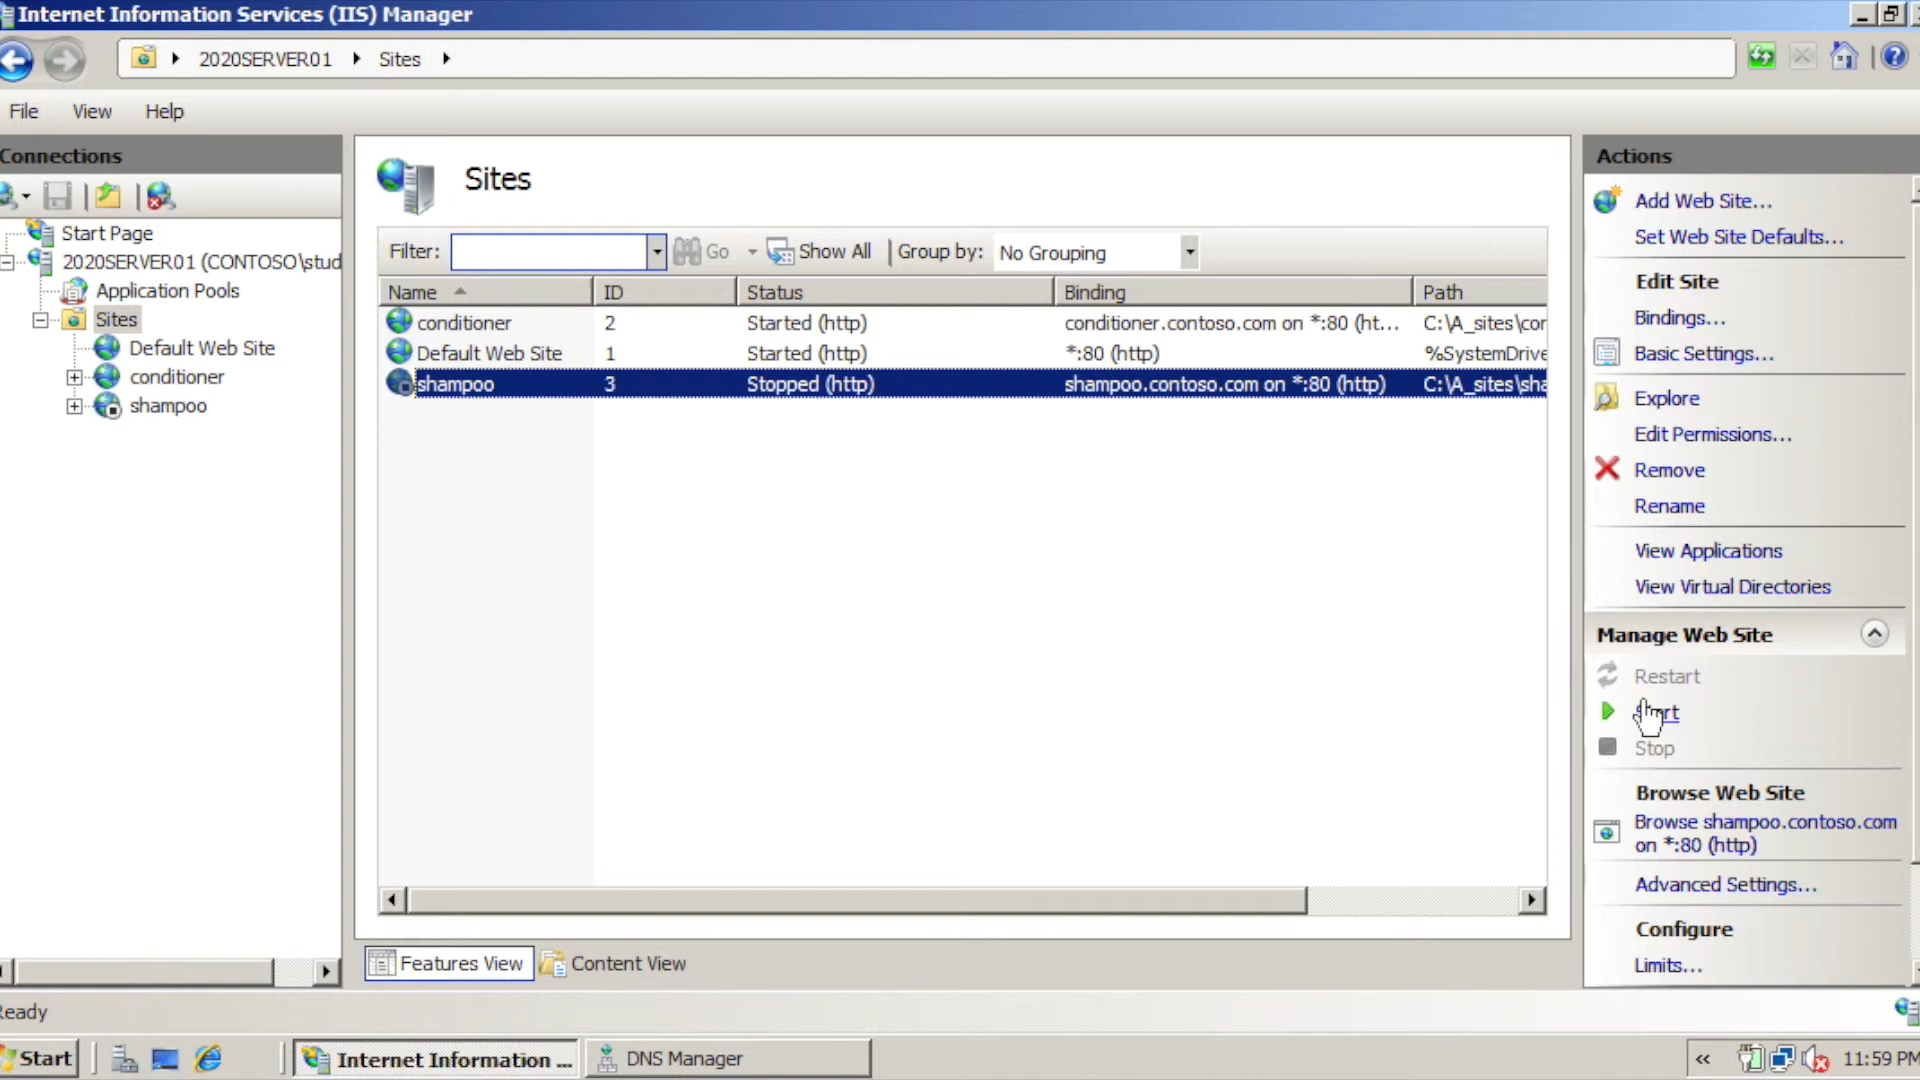 Internet Information Services (IIS) Manager
2020SERVER01 Sites
File View Help
Connections
Start Page
2020SERVER01 (CONTOSO\stud
Application Pools
Sites
Default Web Site
conditioner
shampoo
Sites
Filter: Go Show All Group by: No Grouping
Name ID Status Binding Path
conditioner 2 Started (http) conditioner.contoso.com on *:80 (ht... C:\A_sites\cor
Default Web Site 1 Started (http) *:80 (http) %SystemDrive
shampoo 3 Stopped (http) shampoo.contoso.com on *:80 (http) C:\A_sites\sha
Features View Content View
Actions
Add Web Site...
Set Web Site Defaults...
Edit Site
Bindings...
Basic Settings...
Explore
Edit Permissions...
Remove
Rename
View Applications
View Virtual Directories
Manage Web Site
Restart
Stop
Browse Web Site
Browse shampoo.contoso.com
on *:80 (http)
Advanced Settings...
Configure
Limits...
Ready
Start Internet Information ... DNS Manager « 11:59 PM